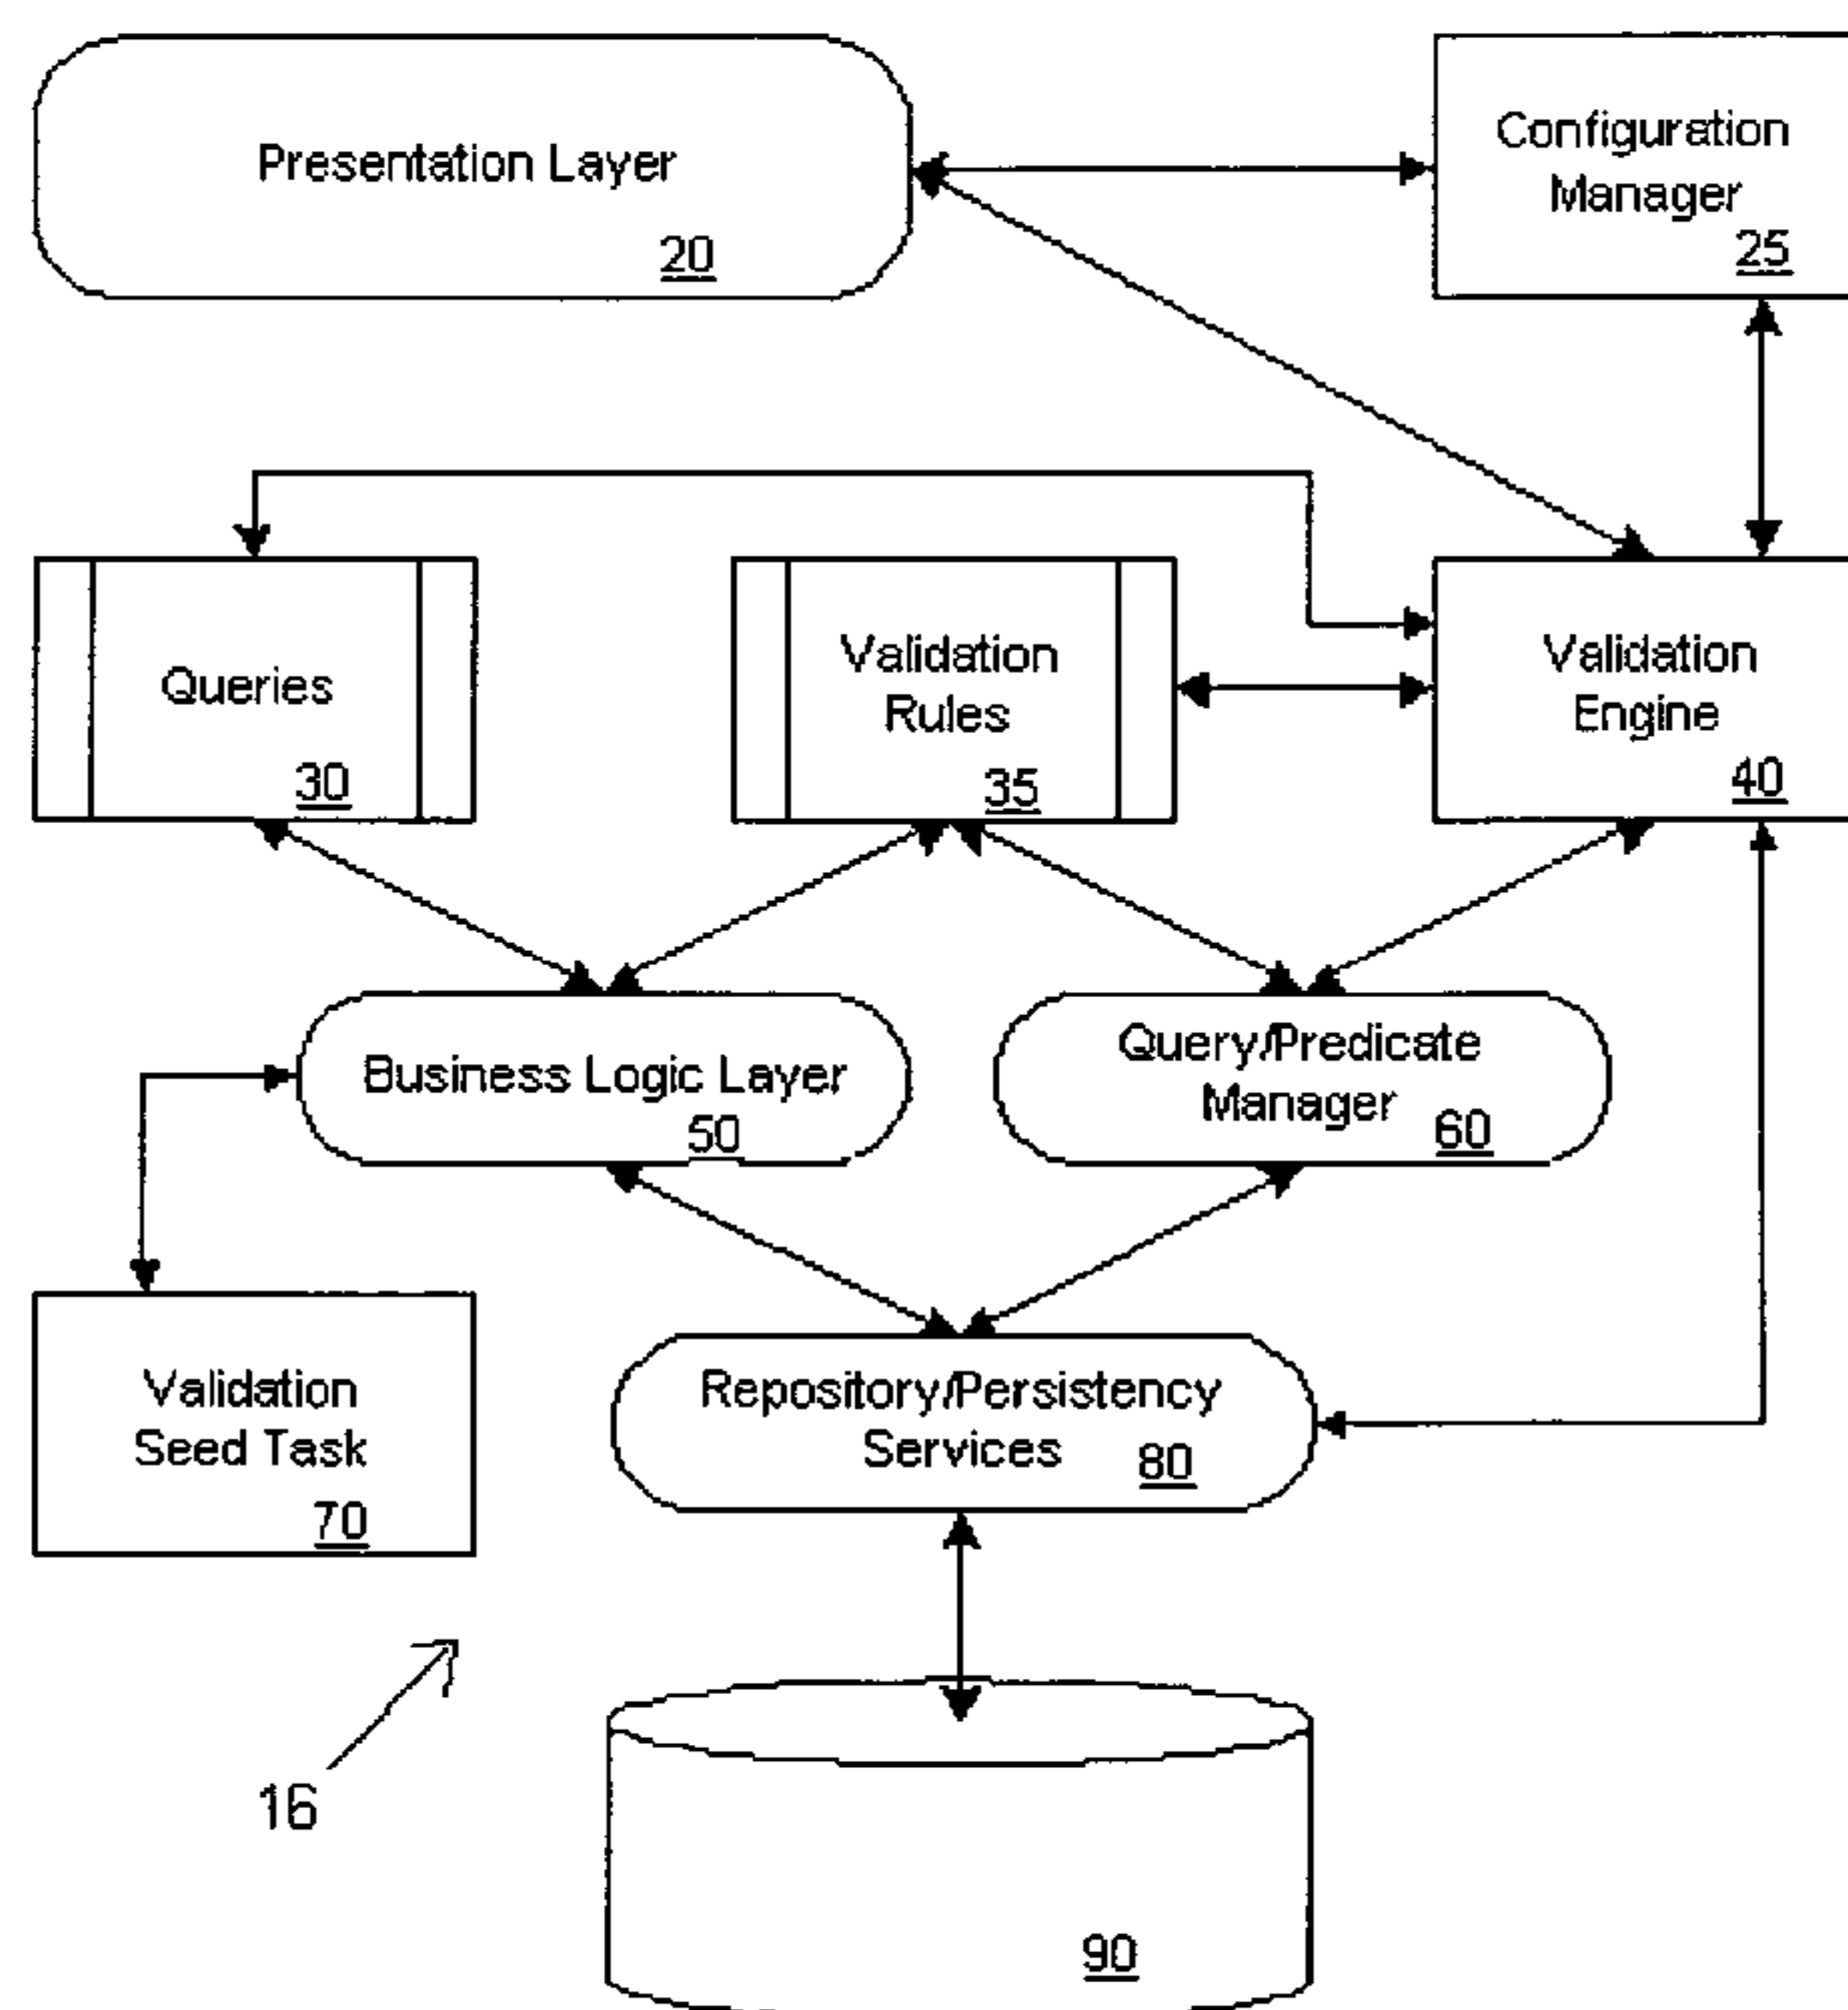 Presentation Layer
20
Configuration
Manager
25
Queries
30
Validation
Rules
35
Validation
Engine
40
Business Logic Layer
50
Query/Predicate
Manager
60
Validation
Seed Task
70
Repository/Persistency
Services
80
16
90